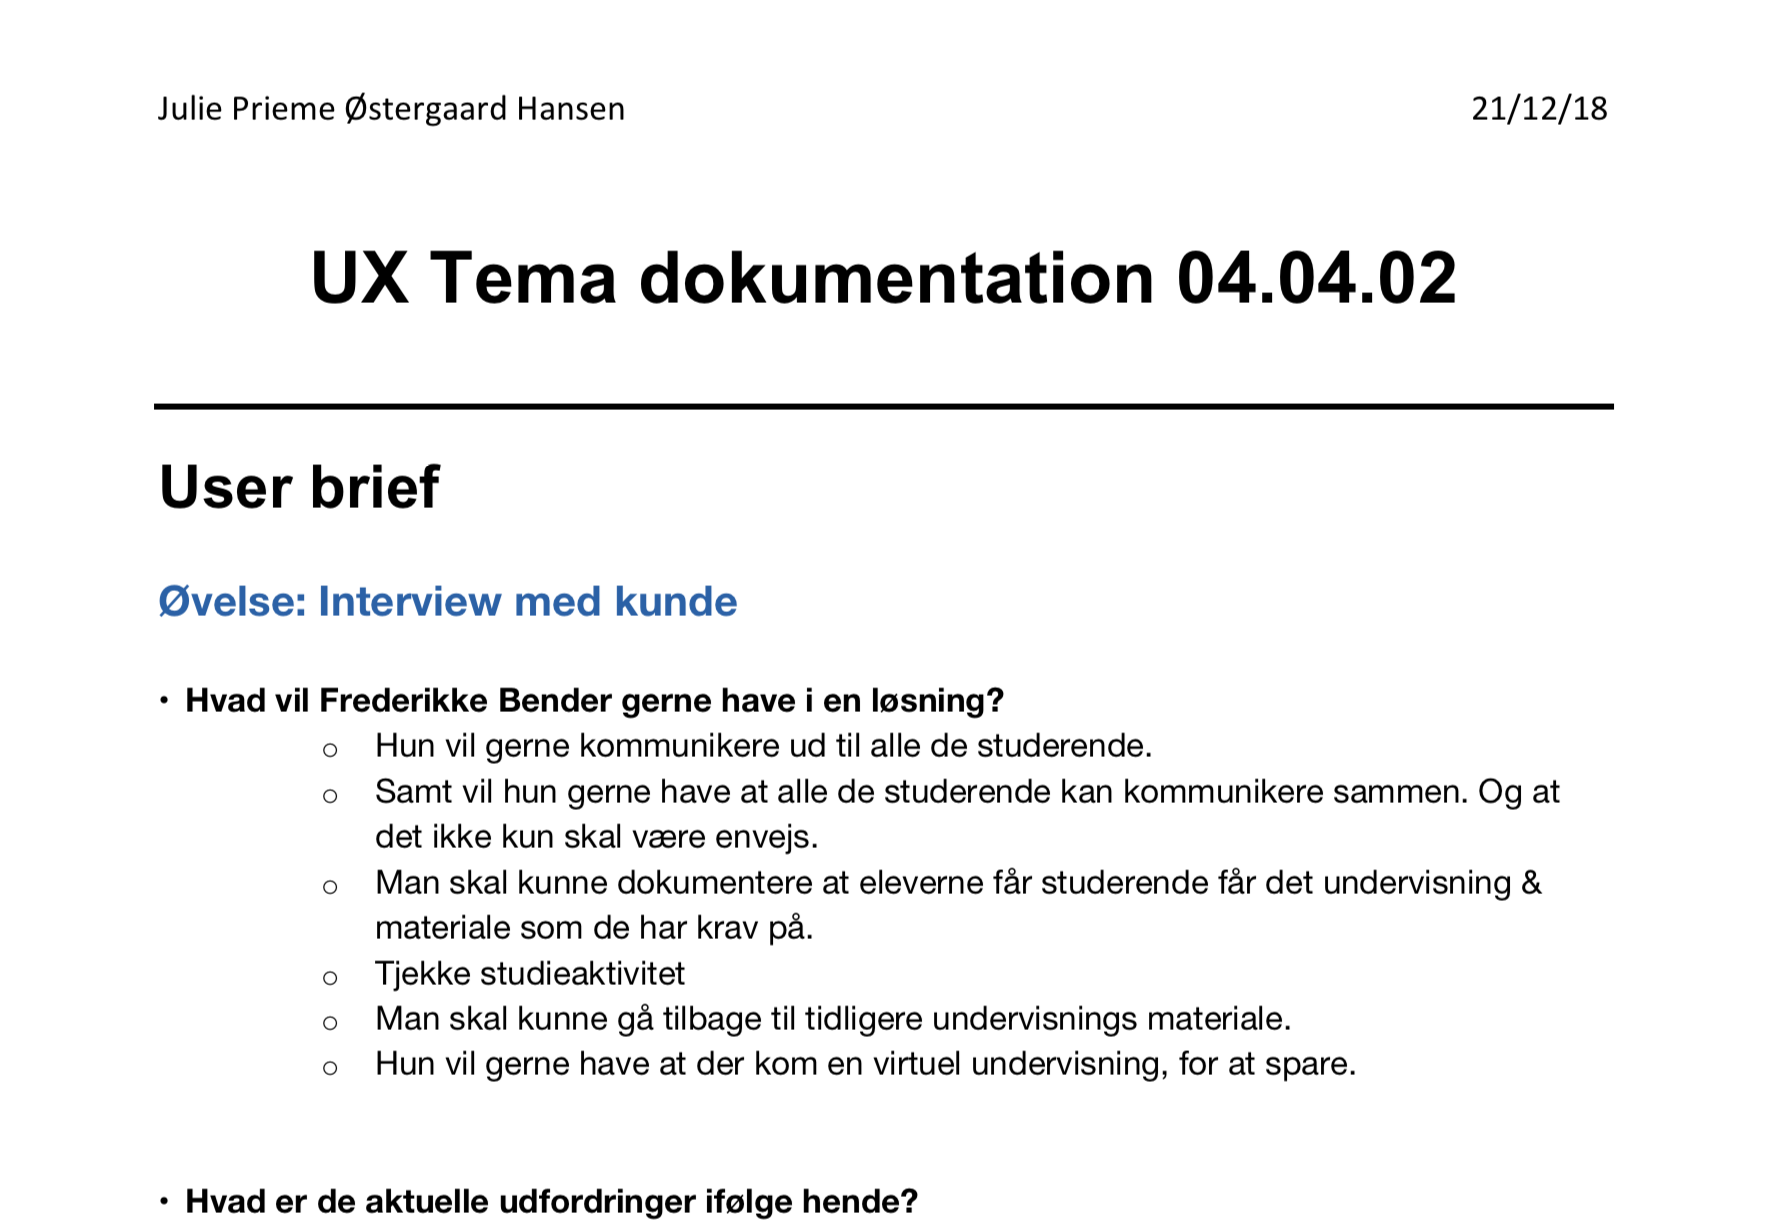 Julie Prieme Østergaard Hansen 21/12/18
UX Tema dokumentation 04.04.02
User brief
Øvelse: Interview med kunde
• Hvad vil Frederikke Bender gerne have i en løsning?
o Hun vil gerne kommunikere ud til alle de studerende.
o Samt vil hun gerne have at alle de studerende kan kommunikere sammen. Og at
det ikke kun skal være envejs.
o Man skal kunne dokumentere at eleverne får studerende får det undervisning &
materiale som de har krav på.
o Tjekke studieaktivitet
o Man skal kunne gå tilbage til tidligere undervisnings materiale.
o Hun vil gerne have at der kom en virtuel undervisning, for at spare.
• Hvad er de aktuelle udfordringer ifølge hende?